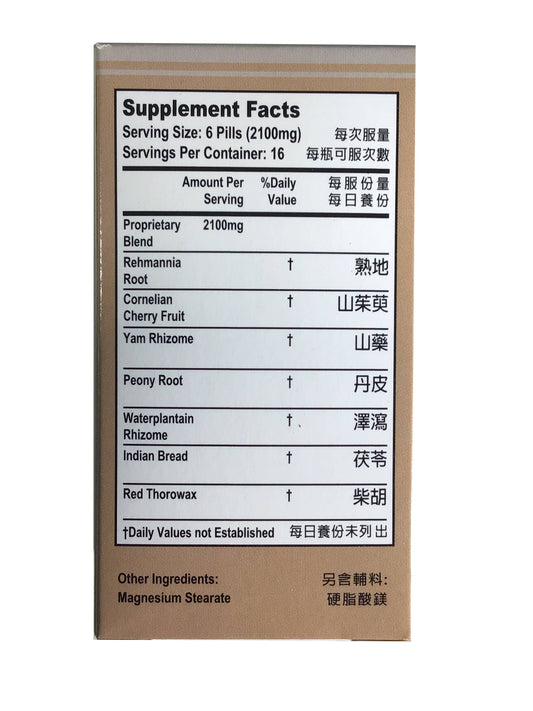 Supplement Facts
Serving Size: 6 Pills (2100mg) 每次服量
Servings Per Container: 16 每瓶可服次數
Amount Per %Daily 每服份量
Serving Value 每日養份
Proprietary 2100mg
Blend
Rehmannia † 熟地
Root
Cornelian † 山茱萸
Cherry Fruit
Yam Rhizome † 山藥
Peony Root † 丹皮
Waterplantain † 澤瀉
Rhizome
Indian Bread † 茯苓
Red Thorowax † 柴胡
†Daily Values not Established 每日養份未列出
Other Ingredients: 另含輔料:
Magnesium Stearate 硬脂酸鎂